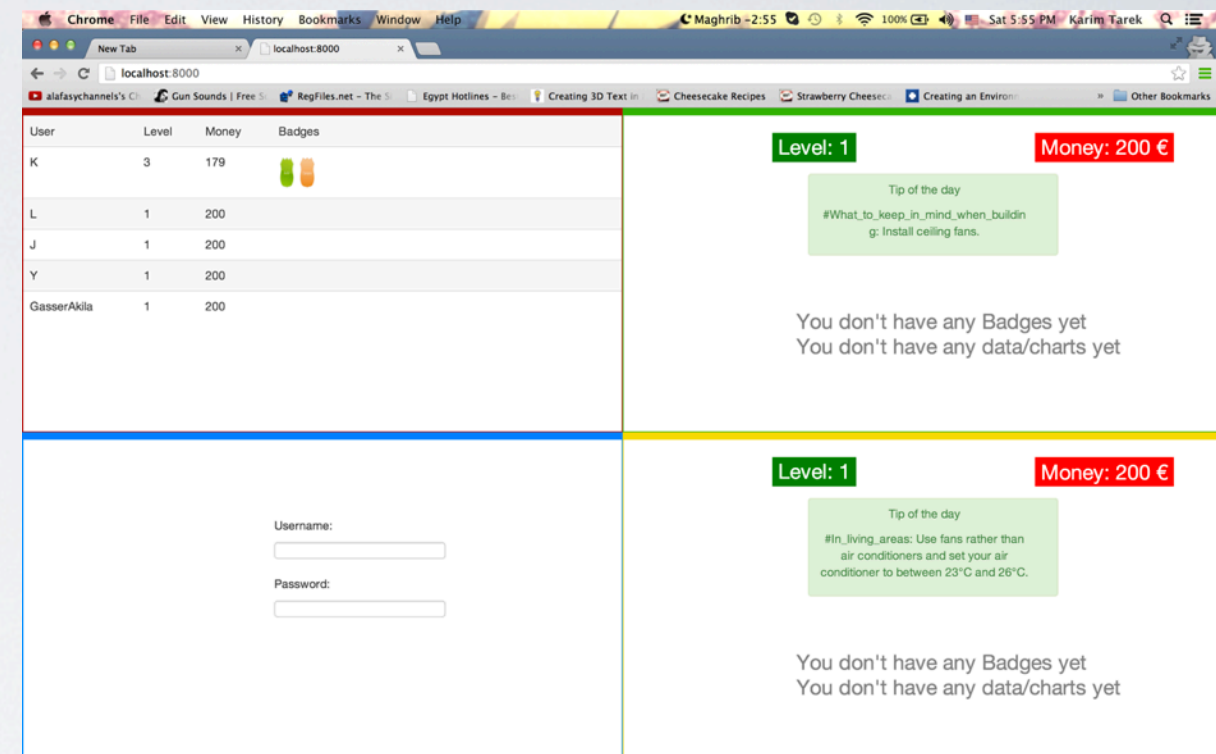 Chrome File Edit View History Bookmarks Window Help
Maghrib -2:55 100% Sat 5:55 PM Karim Tarek
New Tab localhost:8000
localhost:8000
alafasychannels's Ch Gun Sounds | Free S RegFiles.net - The S Egypt Hotlines - Bes Creating 3D Text in Cheesecake Recipes Strawberry Cheeseca Creating an Environ » Other Bookmarks
User Level Money Badges
K 3 179
L 1 200
J 1 200
Y 1 200
GasserAkila 1 200
Level: 1 Money: 200 €
Tip of the day
#What_to_keep_in_mind_when_buildin
g: Install ceiling fans.
You don't have any Badges yet
You don't have any data/charts yet
Username:
Password:
Level: 1 Money: 200 €
Tip of the day
#In_living_areas: Use fans rather than
air conditioners and set your air
conditioner to between 23°C and 26°C.
You don't have any Badges yet
You don't have any data/charts yet